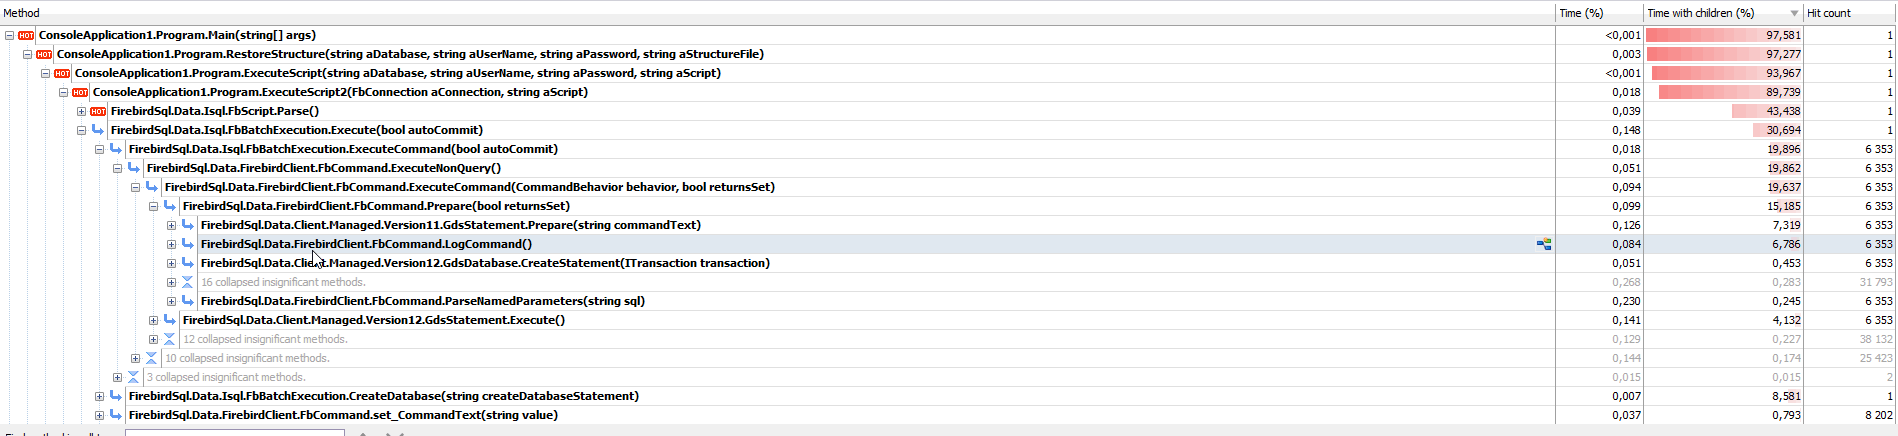 Method Time (%) Time with children (%) Hit count
HOT ConsoleApplication1.Program.Main(string[] args) <0,001 97,581 1
HOT ConsoleApplication1.Program.RestoreStructure(string aDatabase, string aUserName, string aPassword, string aStructureFile) 0,003 97,277 1
HOT ConsoleApplication1.Program.ExecuteScript(string aDatabase, string aUserName, string aPassword, string aScript) <0,001 93,967 1
HOT ConsoleApplication1.Program.ExecuteScript2(FbConnection aConnection, string aScript) 0,018 89,739 1
HOT FirebirdSql.Data.Isql.FbScript.Parse() 0,039 43,438 1
FirebirdSql.Data.Isql.FbBatchExecution.Execute(bool autoCommit) 0,148 30,694 1
FirebirdSql.Data.Isql.FbBatchExecution.ExecuteCommand(bool autoCommit) 0,018 19,896 6 353
FirebirdSql.Data.FirebirdClient.FbCommand.ExecuteNonQuery() 0,051 19,862 6 353
FirebirdSql.Data.FirebirdClient.FbCommand.ExecuteCommand(CommandBehavior behavior, bool returnsSet) 0,094 19,637 6 353
FirebirdSql.Data.FirebirdClient.FbCommand.Prepare(bool returnsSet) 0,099 15,185 6 353
FirebirdSql.Data.Client.Managed.Version11.GdsStatement.Prepare(string commandText) 0,126 7,319 6 353
FirebirdSql.Data.FirebirdClient.FbCommand.LogCommand() 0,084 6,786 6 353
FirebirdSql.Data.Client.Managed.Version12.GdsDatabase.CreateStatement(ITransaction transaction) 0,051 0,453 6 353
16 collapsed insignificant methods. 0,268 0,283 31 793
FirebirdSql.Data.FirebirdClient.FbCommand.ParseNamedParameters(string sql) 0,230 0,245 6 353
FirebirdSql.Data.Client.Managed.Version12.GdsStatement.Execute() 0,141 4,132 6 353
12 collapsed insignificant methods. 0,129 0,227 38 132
10 collapsed insignificant methods. 0,144 0,174 25 423
3 collapsed insignificant methods. 0,015 0,015 2
FirebirdSql.Data.Isql.FbBatchExecution.CreateDatabase(string createDatabaseStatement) 0,007 8,581 1
FirebirdSql.Data.FirebirdClient.FbCommand.set_CommandText(string value) 0,037 0,793 8 202